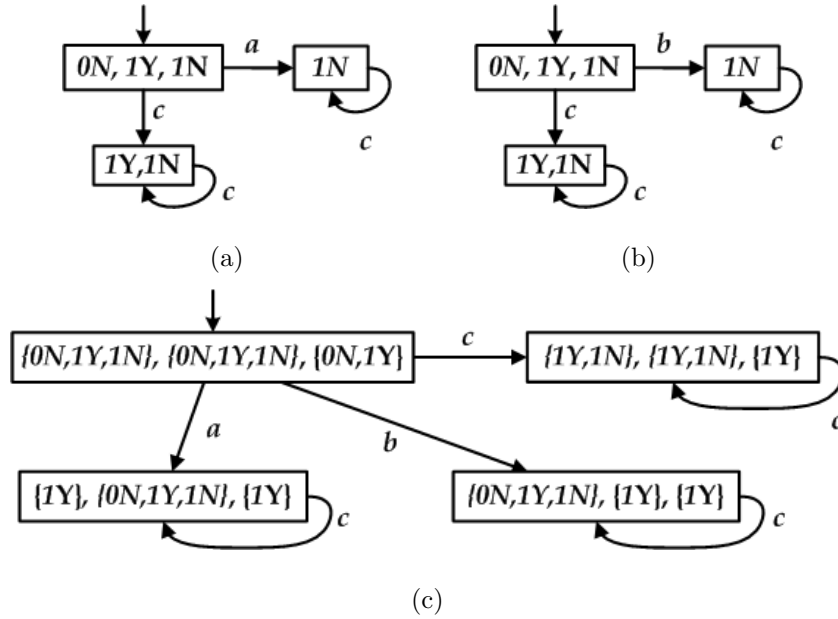 a
b
0N, 1Y, 1N
1N
0N, 1Y, 1N
1N
c
c
c
c
1Y,1N
1Y,1N
c
c
(a)
(b)
{0N,1Y,1N}, {0N,1Y,1N}, {0N,1Y}
c
{1Y,1N}, {1Y,1N}, {1Y}
a
b
c
{1Y}, {0N,1Y,1N}, {1Y}
{0N,1Y,1N}, {1Y}, {1Y}
c
c
(c)